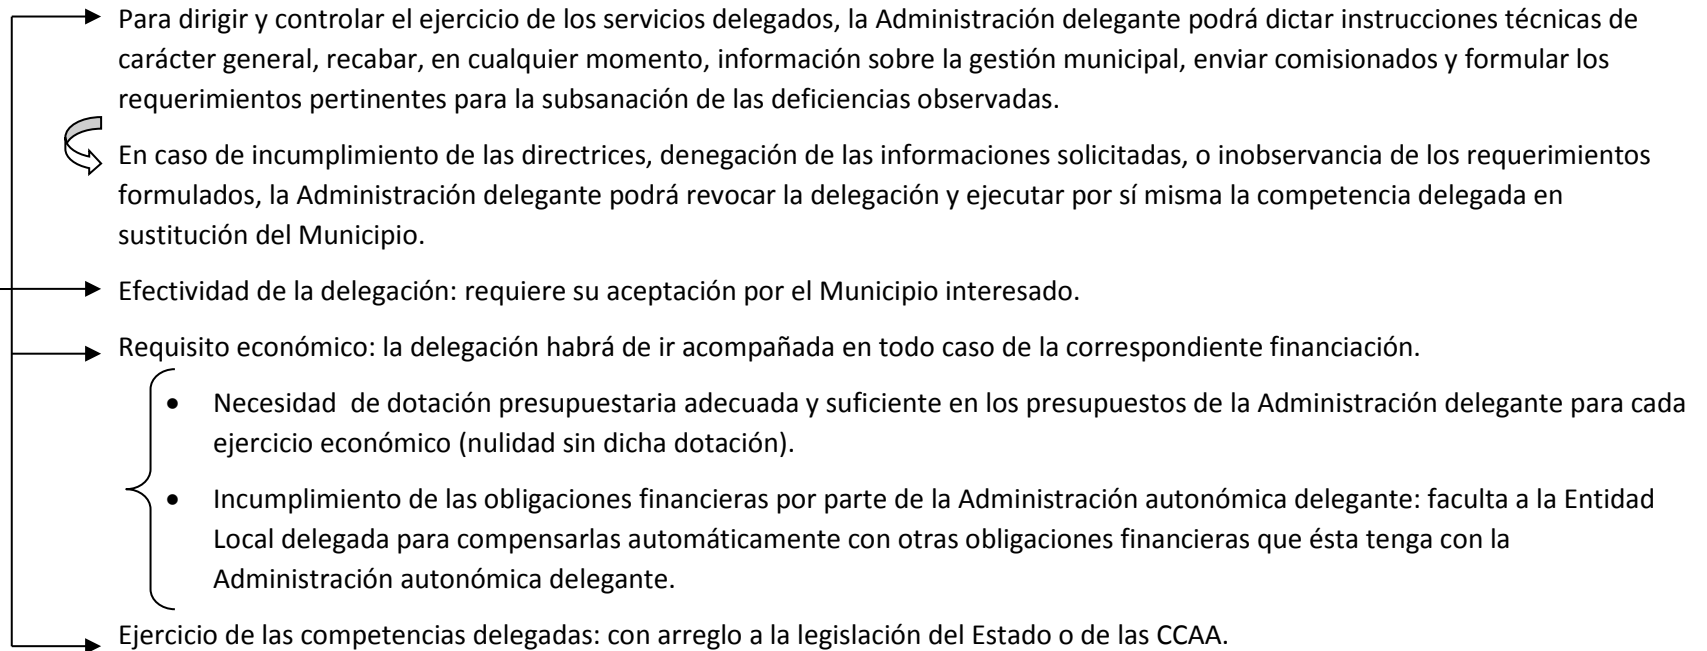 Para dirigir y controlar el ejercicio de los servicios delegados, la Administración delegante podrá dictar instrucciones técnicas de
carácter general, recabar, en cualquier momento, información sobre la gestión municipal, enviar comisionados y formular los
requerimientos pertinentes para la subsanación de las deficiencias observadas.
En caso de incumplimiento de las directrices, denegación de las informaciones solicitadas, o inobservancia de los requerimientos
formulados, la Administración delegante podrá revocar la delegación y ejecutar por sí misma la competencia delegada en
sustitución del Municipio.
Efectividad de la delegación: requiere su aceptación por el Municipio interesado.
Requisito económico: la delegación habrá de ir acompañada en todo caso de la correspondiente financiación.
• Necesidad de dotación presupuestaria adecuada y suficiente en los presupuestos de la Administración delegante para cada
ejercicio económico (nulidad sin dicha dotación).
• Incumplimiento de las obligaciones financieras por parte de la Administración autonómica delegante: faculta a la Entidad
Local delegada para compensarlas automáticamente con otras obligaciones financieras que ésta tenga con la
Administración autonómica delegante.
Ejercicio de las competencias delegadas: con arreglo a la legislación del Estado o de las CCAA.